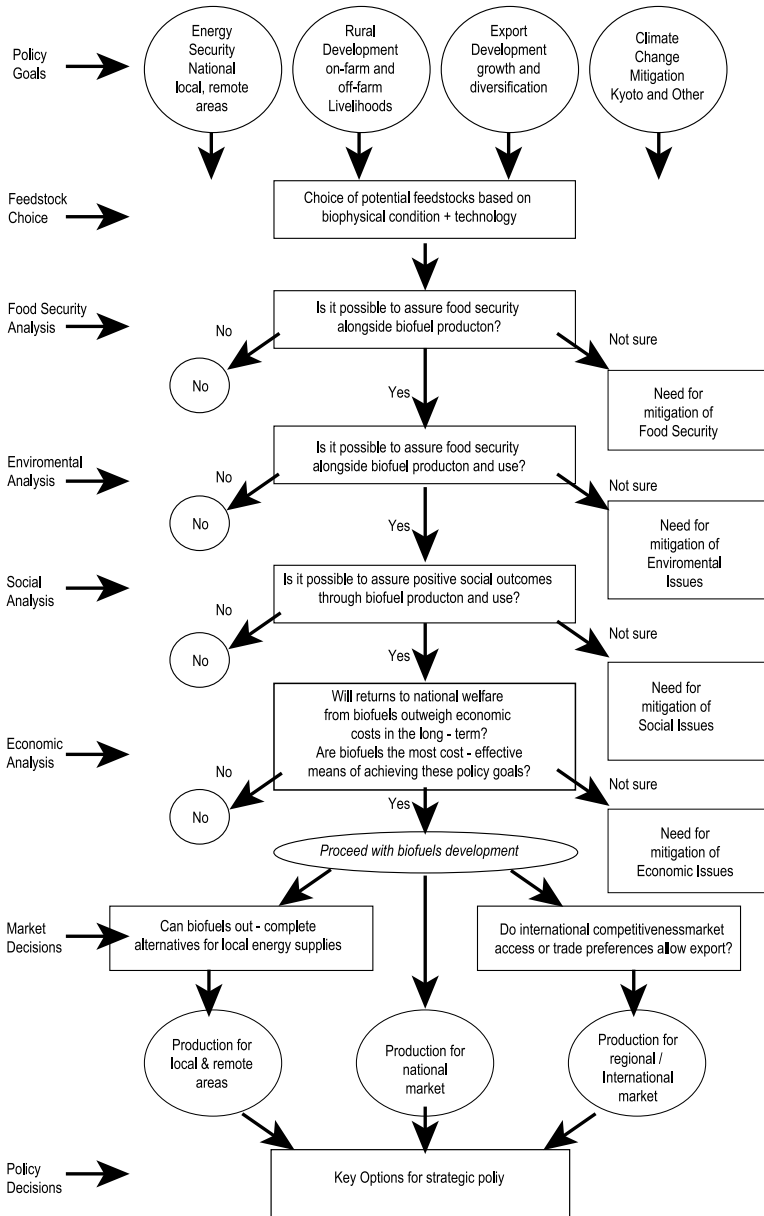 Policy
Goals
Energy
Security
National
local, remote
areas
Rural
Development
on-farm and
off-farm
Livelihoods
Export
Development
growth and
diversification
Climate
Change
Mitigation
Kyoto and Other
Feedstock
Choice
Choice of potential feedstocks based on
biophysical condition + technology
Food Security
Analysis
Is it possible to assure food security
alongside biofuel producton?
No
No
Yes
Not sure
Need for
mitigation of
Food Security
Enviromental
Analysis
Is it possible to assure food security
alongside biofuel producton and use?
No
No
Yes
Not sure
Need for
mitigation of
Enviromental
Issues
Social
Analysis
Is it possible to assure positive social outcomes
through biofuel producton and use?
No
No
Yes
Not sure
Need for
mitigation of
Social Issues
Economic
Analysis
Will returns to national welfare
from biofuels outweigh economic
costs in the long - term?
Are biofuels the most cost - effective
means of achieving these policy goals?
No
No
Yes
Not sure
Need for
mitigation of
Economic Issues
Proceed with biofuels development
Market
Decisions
Can biofuels out - complete
alternatives for local energy supplies
Do international competitivenessmarket
access or trade preferences allow export?
Production for
local & remote
areas
Production for
national
market
Production for
regional /
International
market
Policy
Decisions
Key Options for strategic poliy